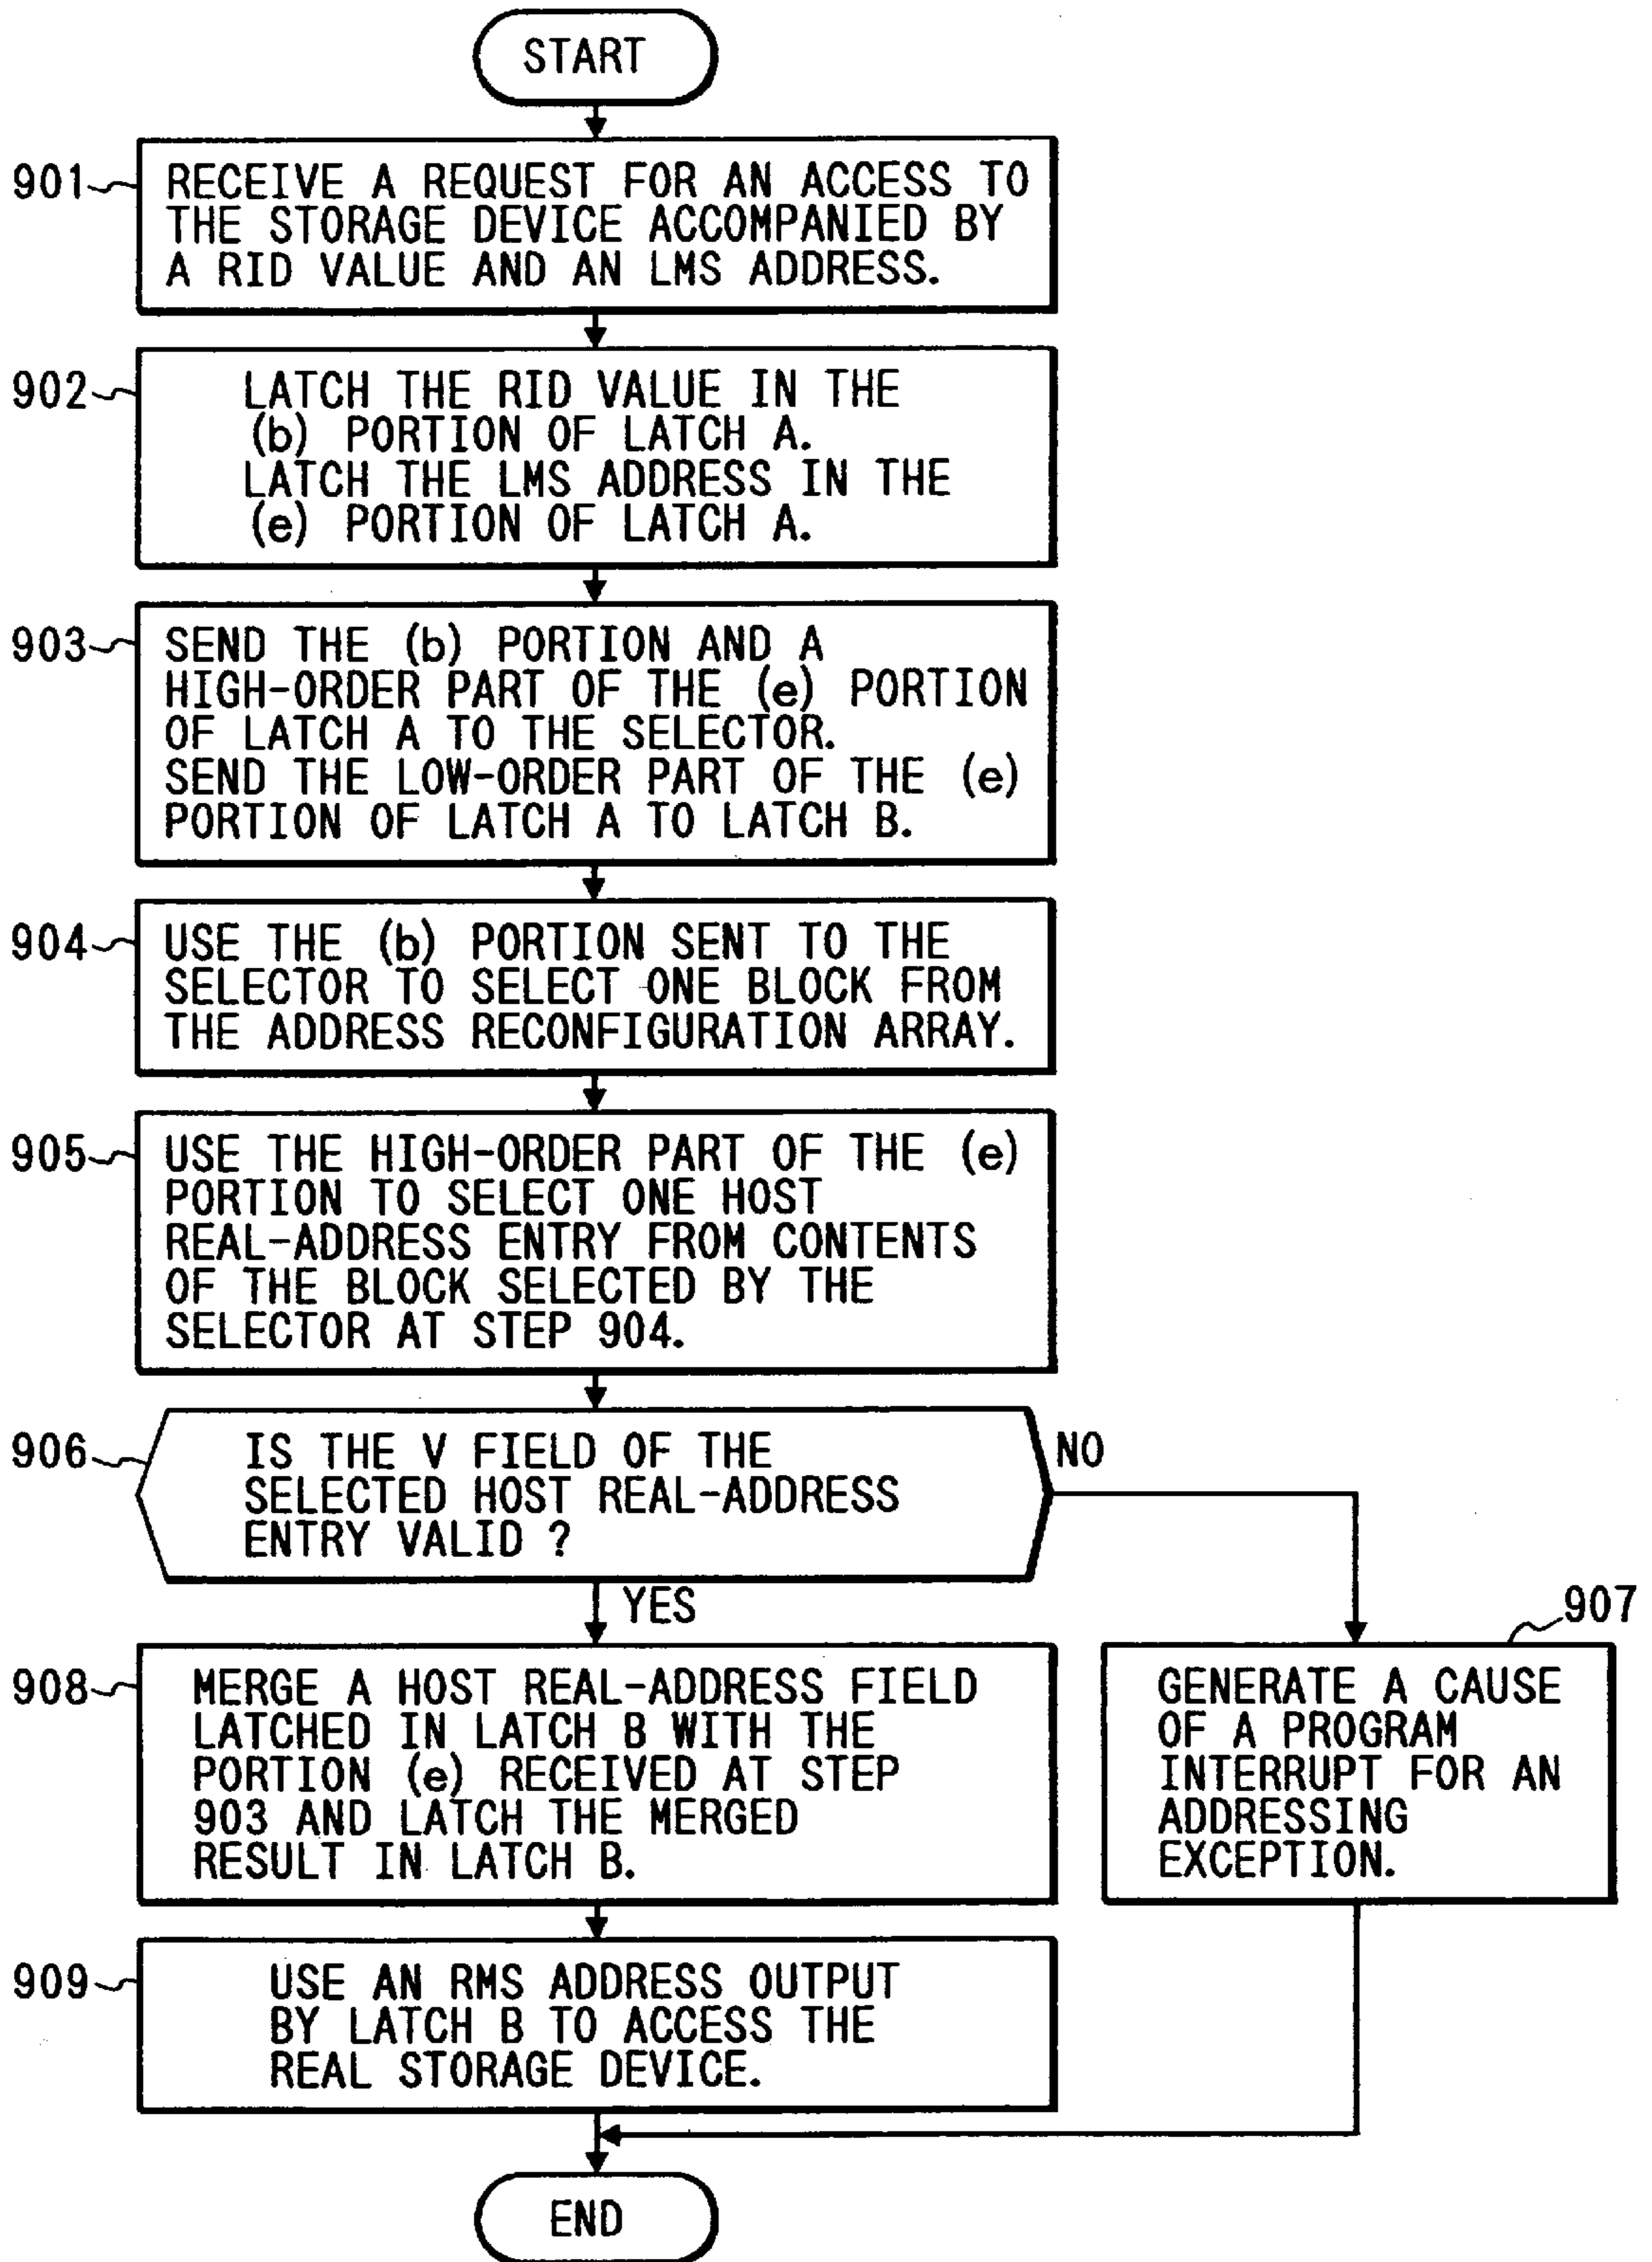 START
901
RECEIVE A REQUEST FOR AN ACCESS TO
THE STORAGE DEVICE ACCOMPANIED BY
A RID VALUE AND AN LMS ADDRESS.
902
LATCH THE RID VALUE IN THE
(b) PORTION OF LATCH A.
LATCH THE LMS ADDRESS IN THE
(e) PORTION OF LATCH A.
903
SEND THE (b) PORTION AND A
HIGH-ORDER PART OF THE (e) PORTION
OF LATCH A TO THE SELECTOR.
SEND THE LOW-ORDER PART OF THE (e)
PORTION OF LATCH A TO LATCH B.
904
USE THE (b) PORTION SENT TO THE
SELECTOR TO SELECT ONE BLOCK FROM
THE ADDRESS RECONFIGURATION ARRAY.
905
USE THE HIGH-ORDER PART OF THE (e)
PORTION TO SELECT ONE HOST
REAL-ADDRESS ENTRY FROM CONTENTS
OF THE BLOCK SELECTED BY THE
SELECTOR AT STEP 904.
906
IS THE V FIELD OF THE
SELECTED HOST REAL-ADDRESS
ENTRY VALID ?
NO
YES
907
908
MERGE A HOST REAL-ADDRESS FIELD
LATCHED IN LATCH B WITH THE
PORTION (e) RECEIVED AT STEP
903 AND LATCH THE MERGED
RESULT IN LATCH B.
GENERATE A CAUSE
OF A PROGRAM
INTERRUPT FOR AN
ADDRESSING
EXCEPTION.
909
USE AN RMS ADDRESS OUTPUT
BY LATCH B TO ACCESS THE
REAL STORAGE DEVICE.
END